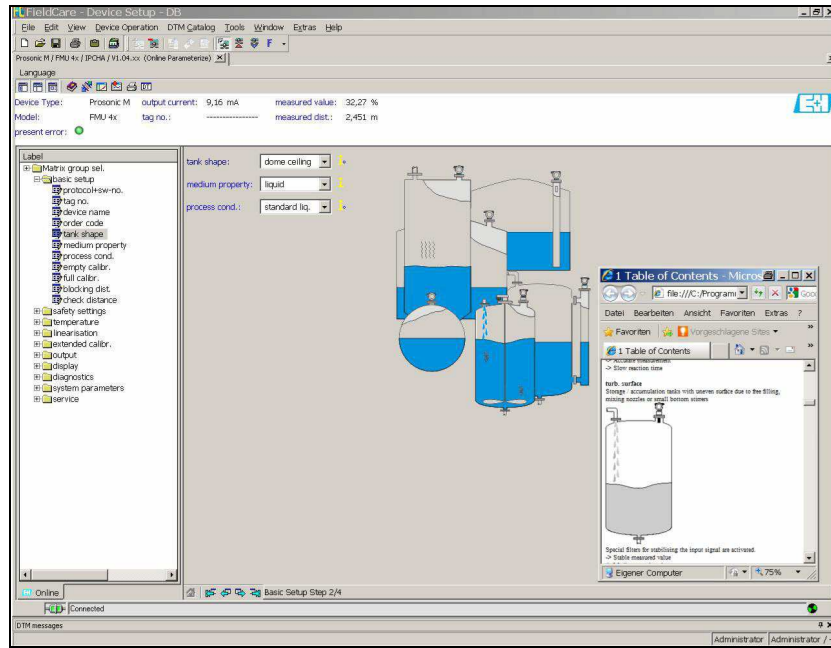 FieldCare - Device Setup - DB
File Edit View Device Operation DTM Catalog Tools Window Extras Help
Prosonic M / FMU 4x / IPCHA / V1.04.xx (Online Parameterize)
Language
Device Type: Prosonic M output current: 9,16 mA measured value: 32,27 %
Model: FMU 4x tag no.: ---------------- measured dist.: 2,451 m
present error:
E+H
Label
Matrix group sel.
basic setup
protocol+sw-no.
tag no.
device name
order code
tank shape
medium property
process cond.
empty calibr.
full calibr.
blocking dist.
check distance
safety settings
temperature
linearisation
extended calibr.
output
display
diagnostics
system parameters
service
tank shape: dome ceiling
medium property: liquid
process cond.: standard liq.
1 Table of Contents - Micros
file:///C:/Programi
Goo
Datei Bearbeiten Ansicht Favoriten Extras ?
Favoriten Vorgeschlagene Sites
1 Table of Contents
-> Accurate measurement
-> Slow reaction time
turb. surface
Storage / accumulation tanks with uneven surface due to free filling,
mixing nozzles or small bottom stirrers
Special filters for stabilising the input signal are activated.
-> Stable measured value
Eigener Computer 75%
Online
Basic Setup Step 2/4
Connected
DTM messages
Administrator Administrator /